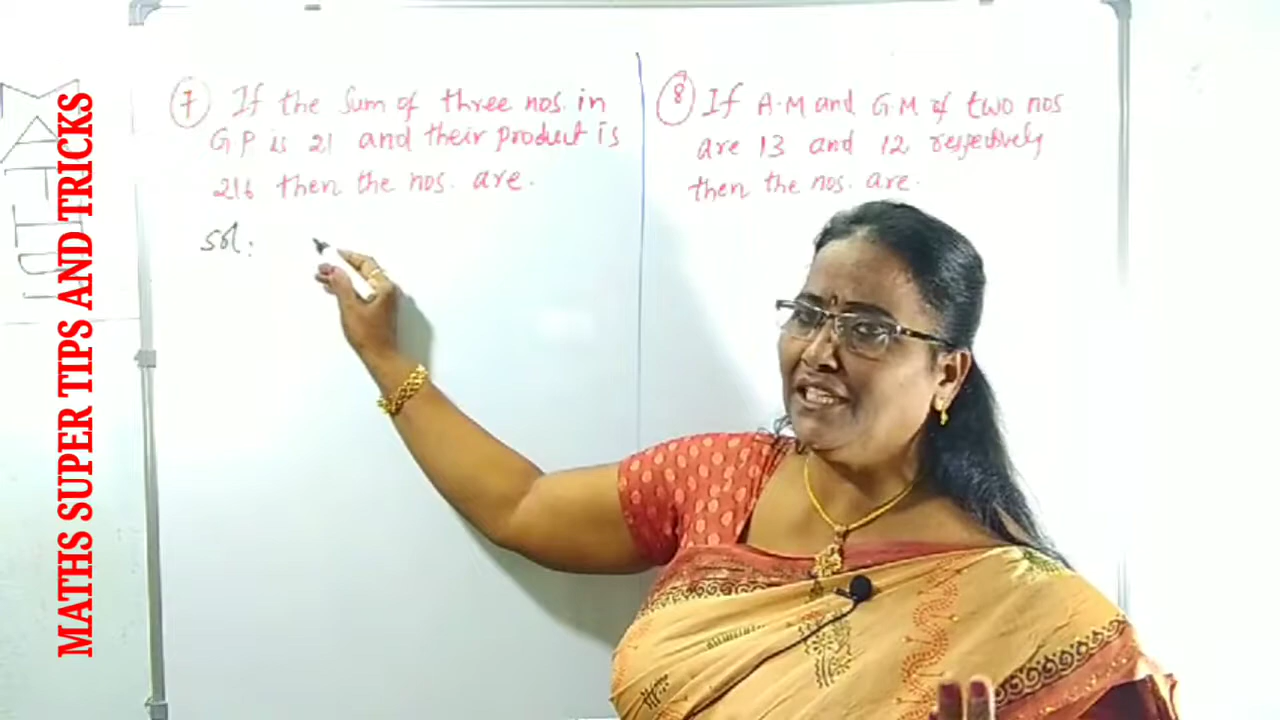 MATHS SUPER TIPS AND TRICKS
7 If the sum of three nos. in
G P is 21 and their product is
216 then the nos. are.
Sol:
8 If A.M and G.M of two nos
are 13 and 12 respectively
then the nos. are.